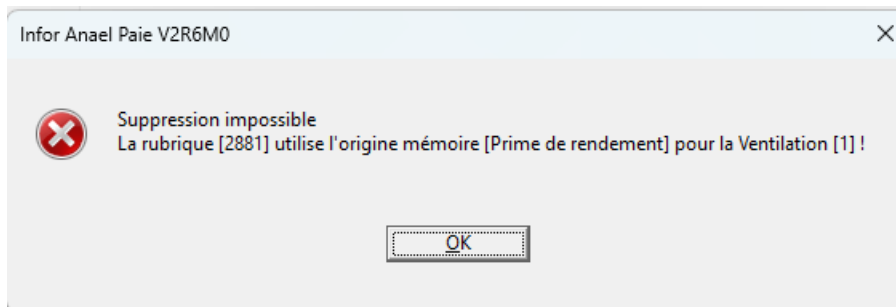 Infor Anael Paie V2R6M0
Suppression impossible
La rubrique [2881] utilise l'origine mémoire [Prime de rendement] pour la Ventilation [1] !
OK